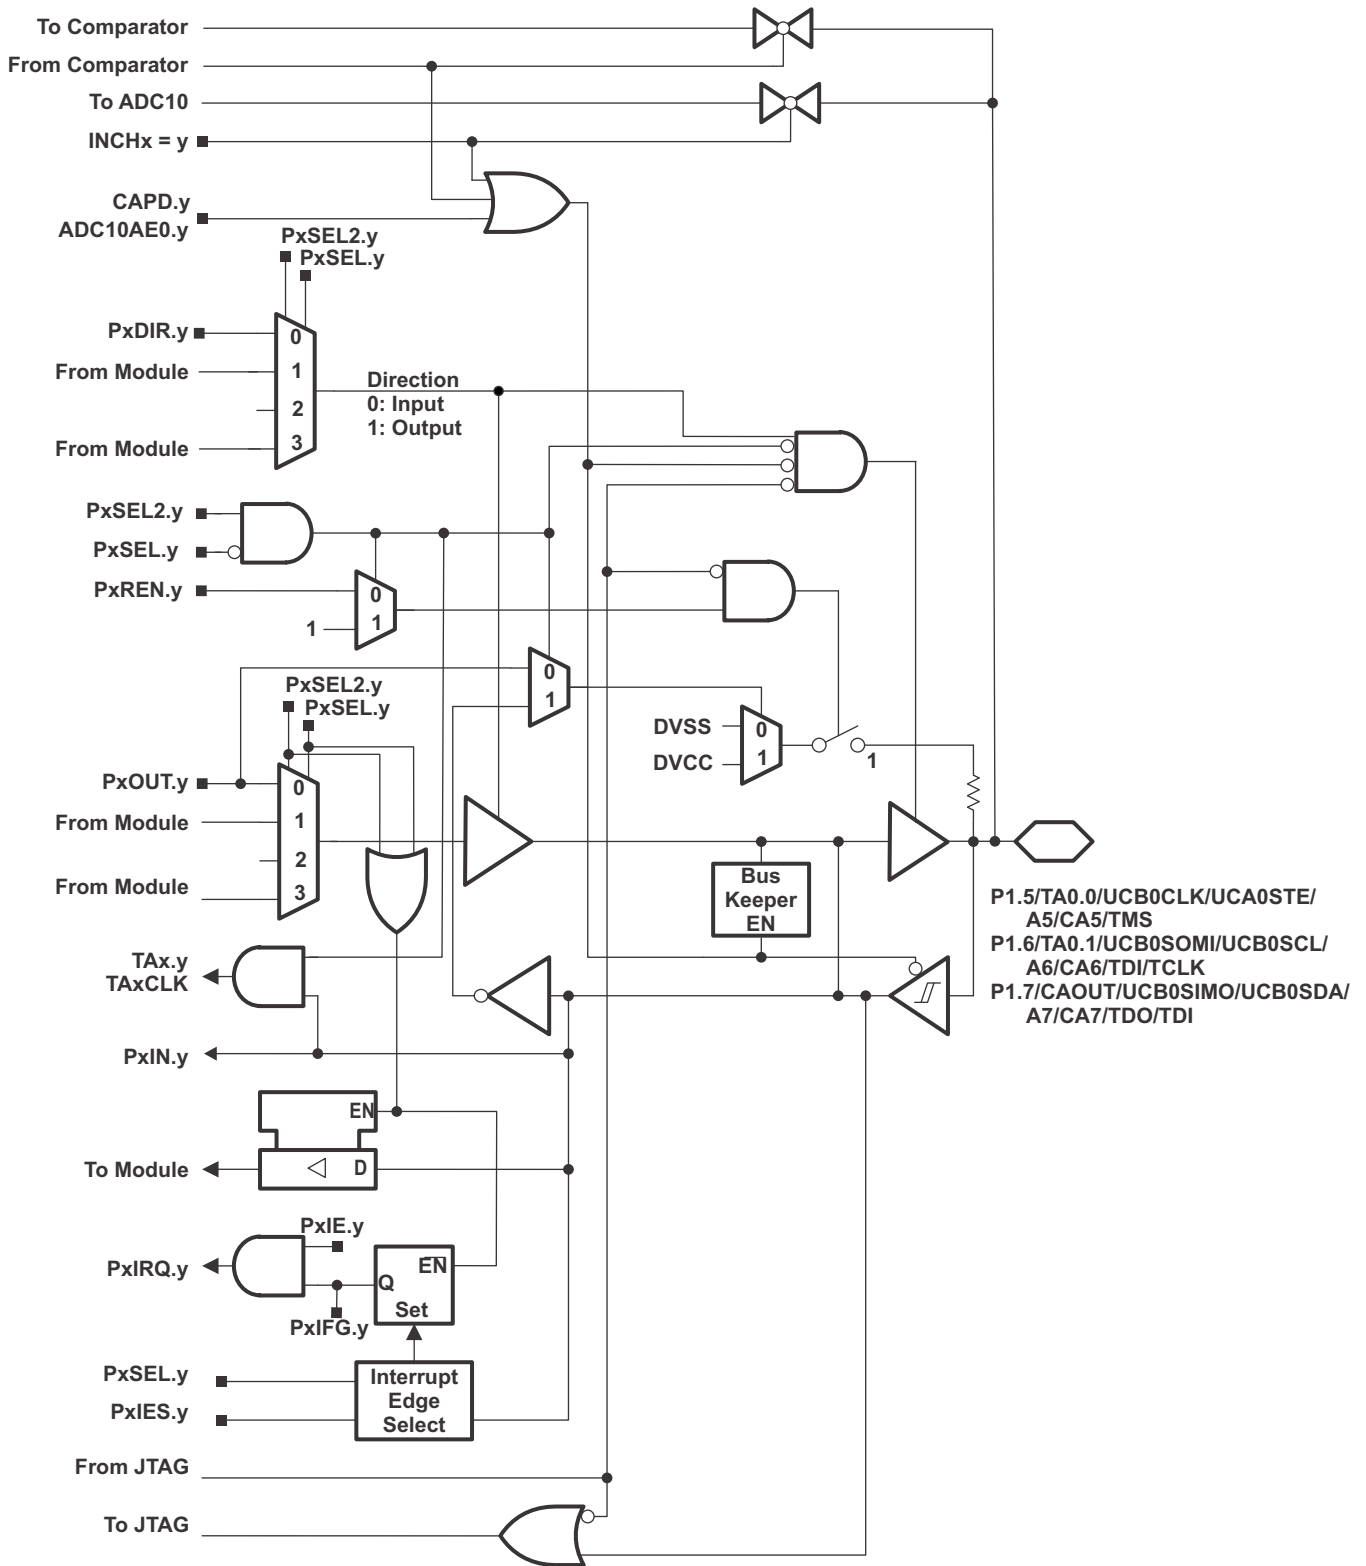 To Comparator
From Comparator
To ADC10
INCHx = y
CAPD.y
ADC10AE0.y
PxSEL2.y
PxSEL.y
PxDIR.y
0
From Module
1
2
From Module
3
Direction
0: Input
1: Output
PxSEL2.y
PxSEL.y
PxREN.y
0
1
1
0
1
PxSEL2.y
PxSEL.y
DVSS
0
DVCC
1
1
PxOUT.y
0
From Module
1
2
From Module
3
Bus
Keeper
EN
P1.5/TA0.0/UCB0CLK/UCA0STE/
A5/CA5/TMS
P1.6/TA0.1/UCB0SOMI/UCB0SCL/
A6/CA6/TDI/TCLK
P1.7/CAOUT/UCB0SIMO/UCB0SDA/
A7/CA7/TDO/TDI
TAx.y
TAxCLK
PxIN.y
EN
To Module
D
PxIE.y
PxIRQ.y
EN
Q
Set
PxIFG.y
PxSEL.y
PxIES.y
Interrupt
Edge
Select
From JTAG
To JTAG